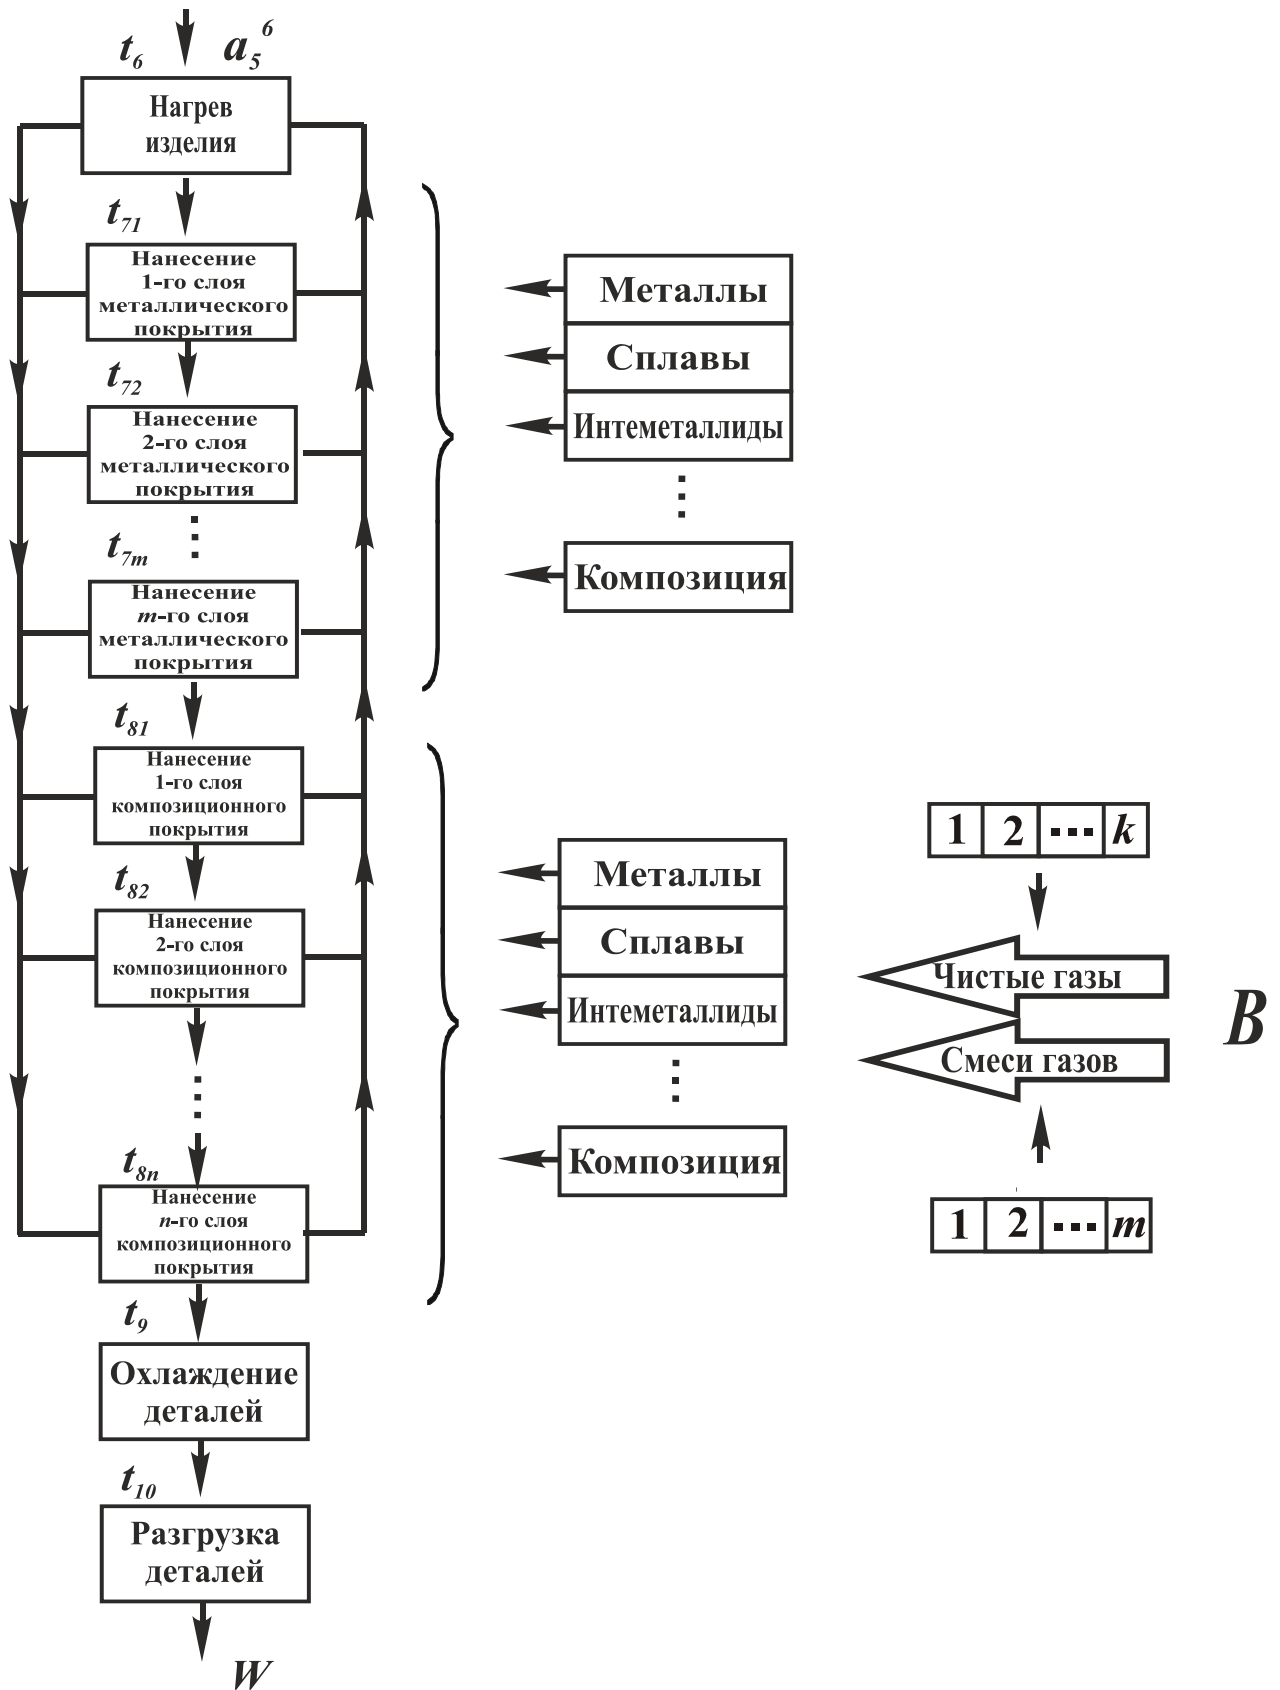 t6 a5^6
Нагрев
изделия
t71
Нанесение
1-го слоя
металлического
покрытия
t72
Нанесение
2-го слоя
металлического
покрытия
t7m
Нанесение
m-го слоя
металлического
покрытия
Металлы
Сплавы
Интеметаллиды
Композиция
t81
Нанесение
1-го слоя
композиционного
покрытия
t82
Нанесение
2-го слоя
композиционного
покрытия
t8n
Нанесение
n-го слоя
композиционного
покрытия
Металлы
Сплавы
Интеметаллиды
Композиция
1 2 ... k
Чистые газы
Смеси газов
1 2 ... m
B
t9
Охлаждение
деталей
t10
Разгрузка
деталей
W